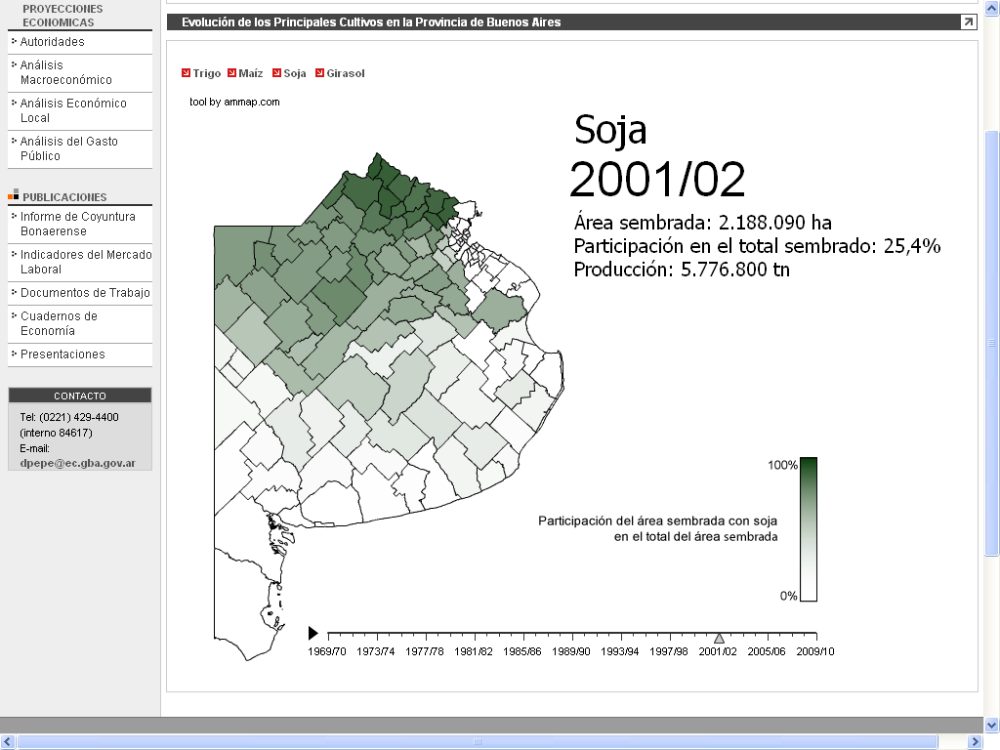 PROYECCIONES
ECONOMICAS
Autoridades
Análisis
Macroeconómico
Análisis Económico
Local
Análisis del Gasto
Público
PUBLICACIONES
Informe de Coyuntura
Bonaerense
Indicadores del Mercado
Laboral
Documentos de Trabajo
Cuadernos de
Economía
Presentaciones
CONTACTO
Tel: (0221) 429-4400
(interno 84617)
E-mail:
dpepe@ec.gba.gov.ar
Evolución de los Principales Cultivos en la Provincia de Buenos Aires
Trigo Maíz Soja Girasol
tool by ammap.com
Soja
2001/02
Área sembrada: 2.188.090 ha
Participación en el total sembrado: 25,4%
Producción: 5.776.800 tn
100%
Participación del área sembrada con soja
en el total del área sembrada
0%
1969/70 1973/74 1977/78 1981/82 1985/86 1989/90 1993/94 1997/98 2001/02 2005/06 2009/10